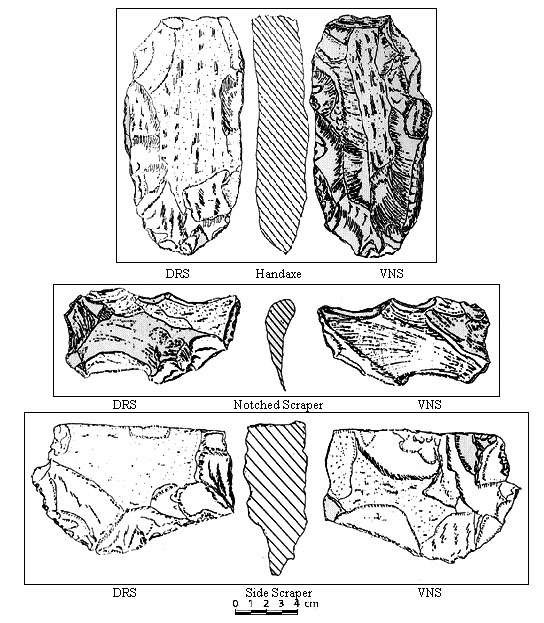 DRS Handaxe VNS
DRS Notched Scraper VNS
DRS Side Scraper VNS
0 1 2 3 4 cm